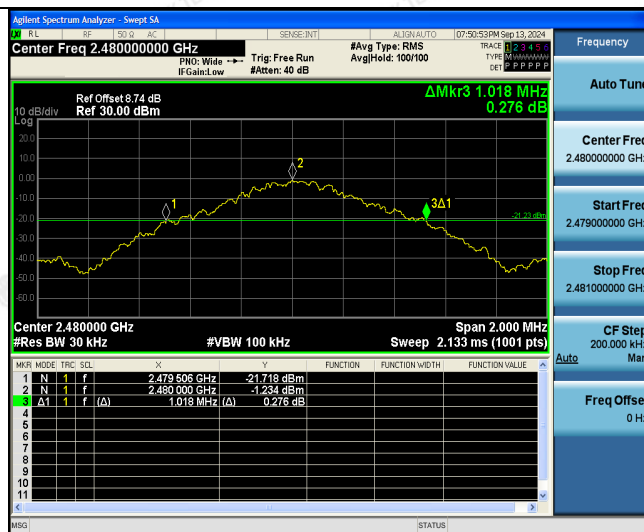 Agilent Spectrum Analyzer - Swept SA
LXI RL RF 50 Ω AC SENSE:INT ALIGN AUTO 07:50:53 PM Sep 13, 2024
Center Freq 2.480000000 GHz
PNO: Wide
IFGain:Low
Trig: Free Run
#Atten: 40 dB
#Avg Type: RMS
Avg|Hold: 100/100
TRACE 1 2 3 4 5 6
TYPE M
DET P P P P P P
ΔMkr3 1.018 MHz
0.276 dB
Ref Offset 8.74 dB
10 dB/div Ref 30.00 dBm
Log
20.0
10.0
0.00
-10.0
-20.0
-30.0
-40.0
-50.0
-60.0
1
2
3Δ1
-21.23 dBm
Center 2.480000 GHz Span 2.000 MHz
#Res BW 30 kHz #VBW 100 kHz Sweep 2.133 ms (1001 pts)
MKR MODE TRC SCL X Y FUNCTION FUNCTION WIDTH FUNCTION VALUE
1 N 1 f 2.479 506 GHz -21.718 dBm
2 N 1 f 2.480 000 GHz -1.234 dBm
3 Δ1 1 f (Δ) 1.018 MHz (Δ) 0.276 dB
4
5
6
7
8
9
10
11
MSG STATUS
Frequency
Auto Tune
Center Freq
2.480000000 GHz
Start Freq
2.479000000 GHz
Stop Freq
2.481000000 GHz
CF Step
200.000 kHz
Auto Man
Freq Offset
0 Hz